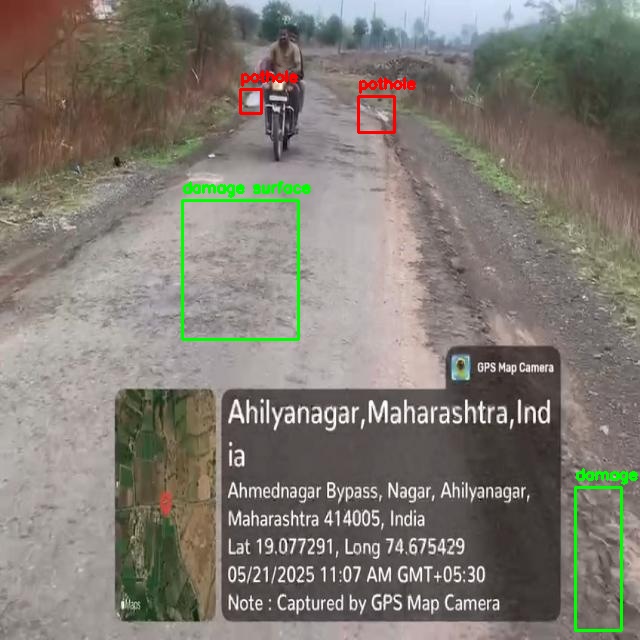 pothole
pothole
damage surface
GPS Map Camera
Ahilyanagar,Maharashtra,Ind
ia
Ahmednagar Bypass, Nagar, Ahilyanagar,
Maharashtra 414005, India
Lat 19.077291, Long 74.675429
05/21/2025 11:07 AM GMT+05:30
Note : Captured by GPS Map Camera
Maps
damage